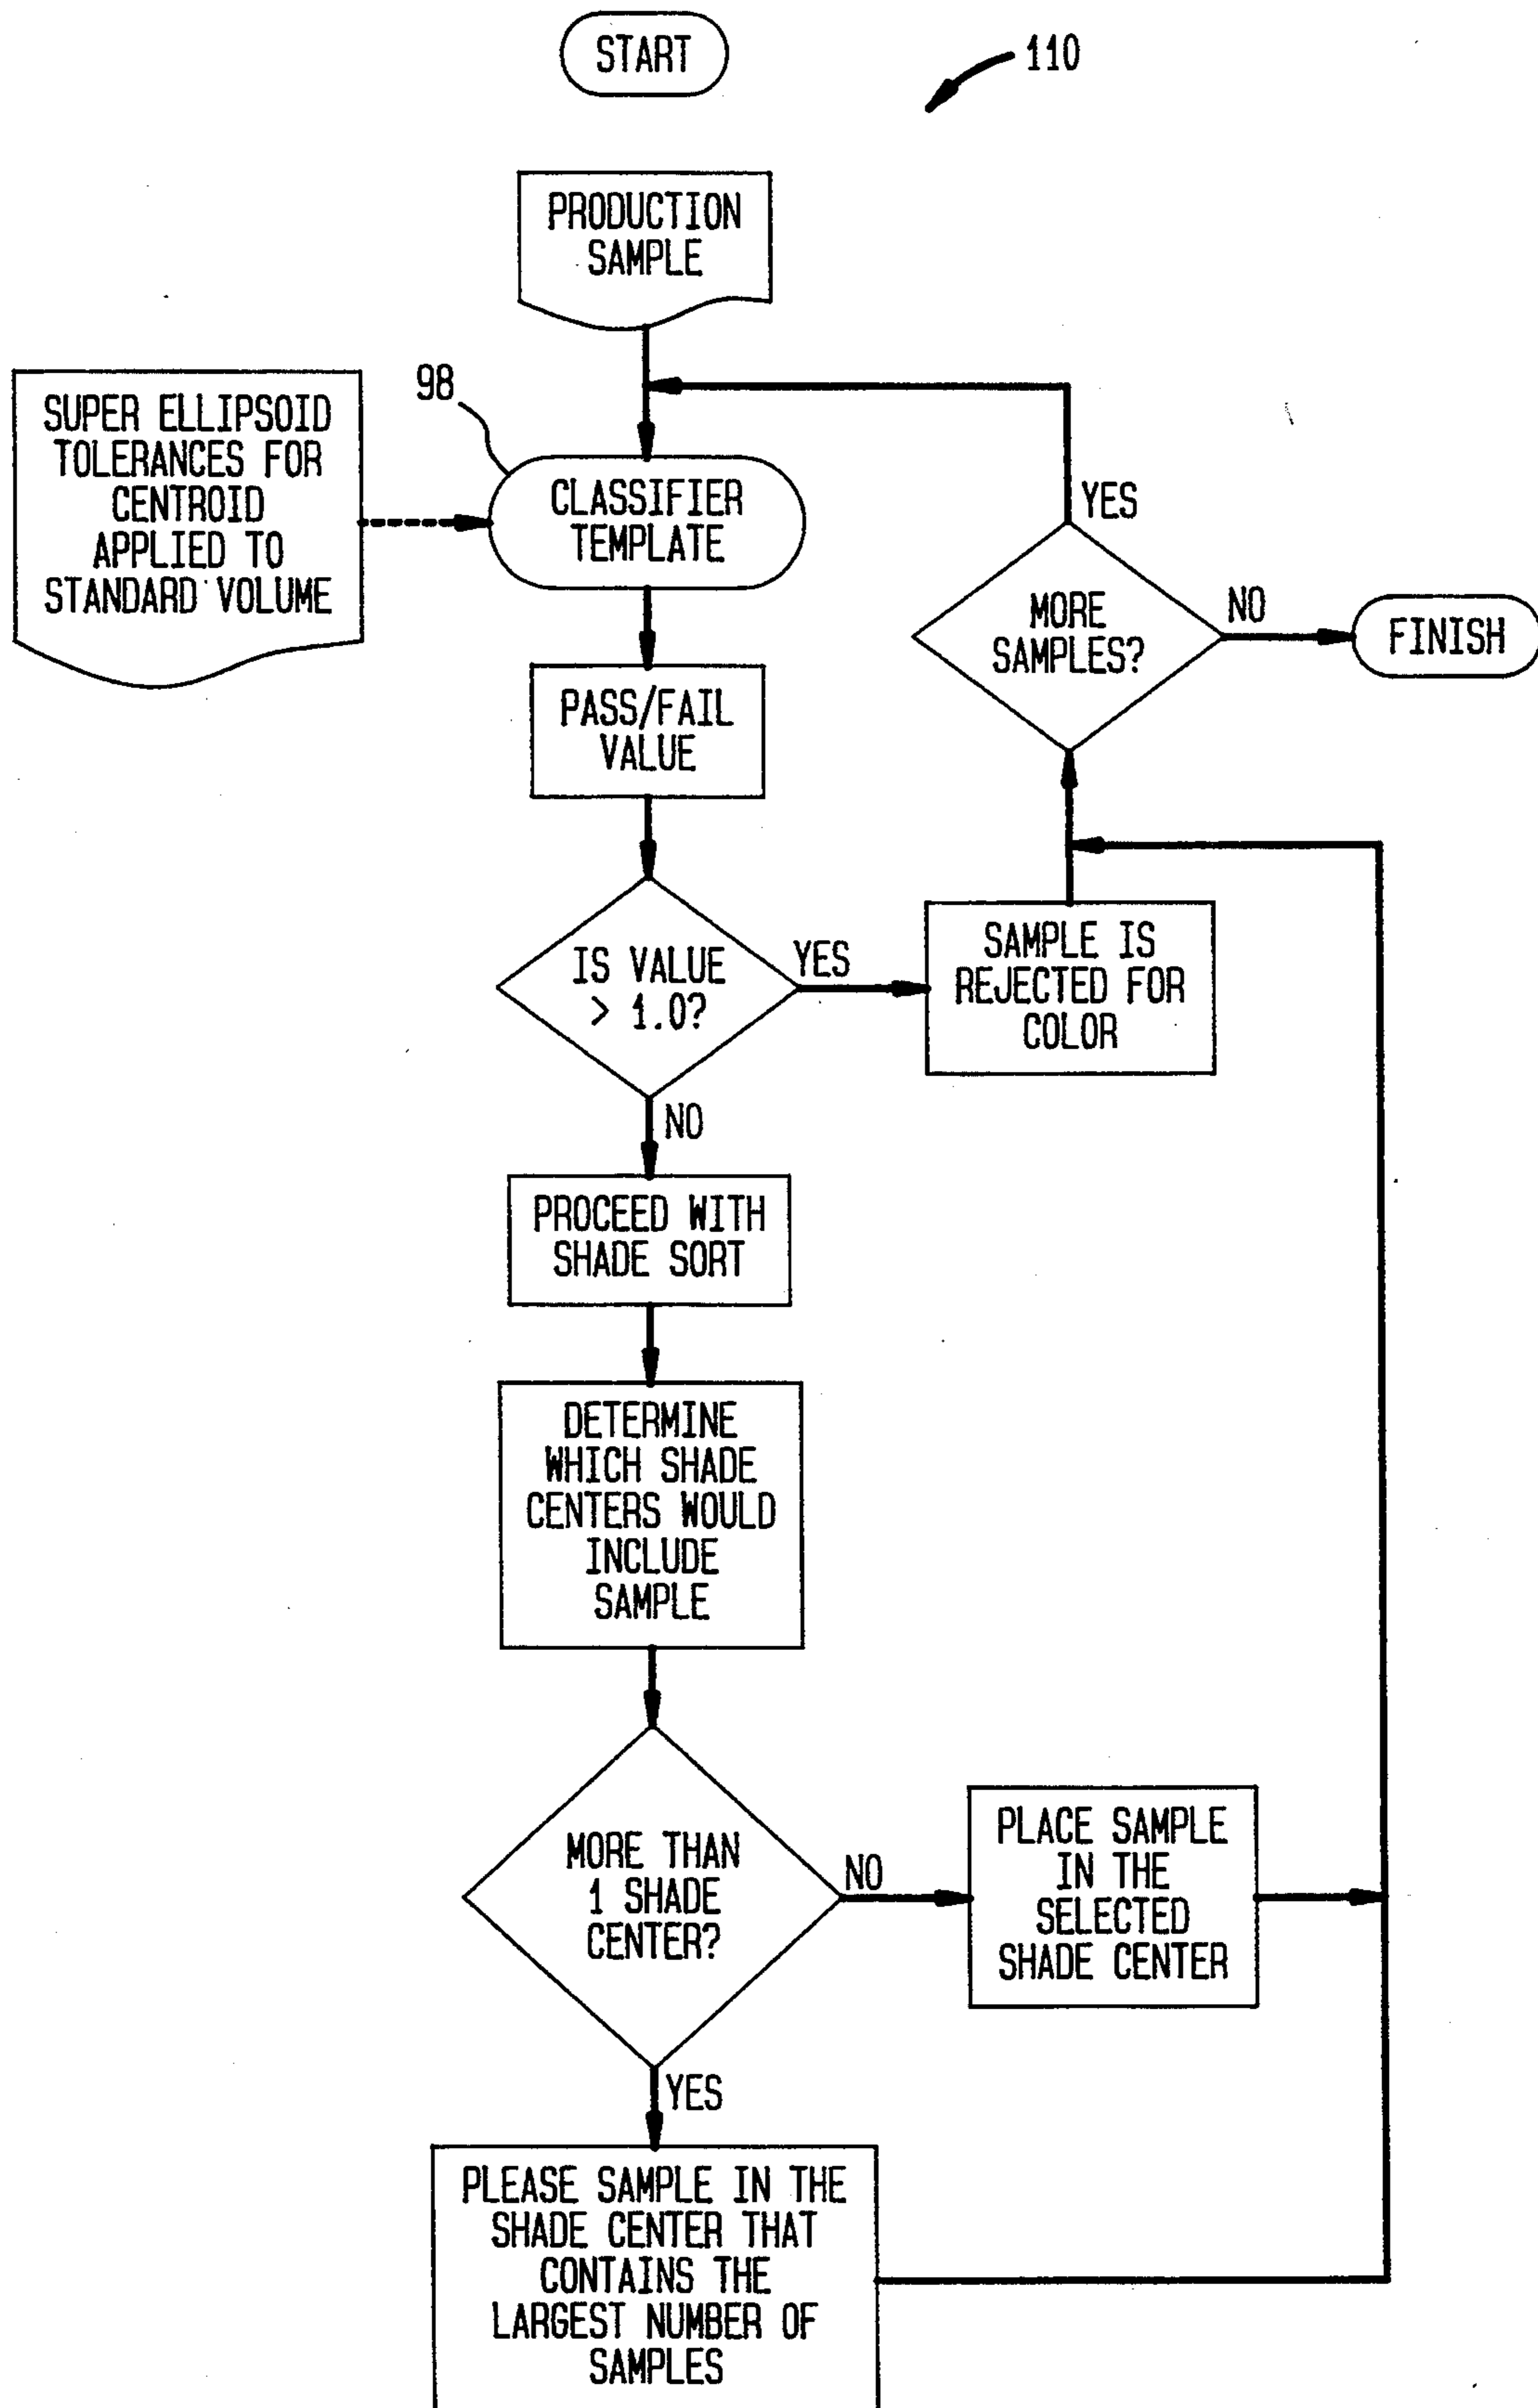 START
110
PRODUCTION
SAMPLE
98
SUPER ELLIPSOID
TOLERANCES FOR
CENTROID
APPLIED TO
STANDARD VOLUME
CLASSIFIER
TEMPLATE
YES
MORE
SAMPLES?
NO
FINISH
PASS/FAIL
VALUE
IS VALUE
> 1.0?
YES
SAMPLE IS
REJECTED FOR
COLOR
NO
PROCEED WITH
SHADE SORT
DETERMINE
WHICH SHADE
CENTERS WOULD
INCLUDE
SAMPLE
MORE THAN
1 SHADE
CENTER?
NO
PLACE SAMPLE
IN THE
SELECTED
SHADE CENTER
YES
PLEASE SAMPLE IN THE
SHADE CENTER THAT
CONTAINS THE
LARGEST NUMBER OF
SAMPLES